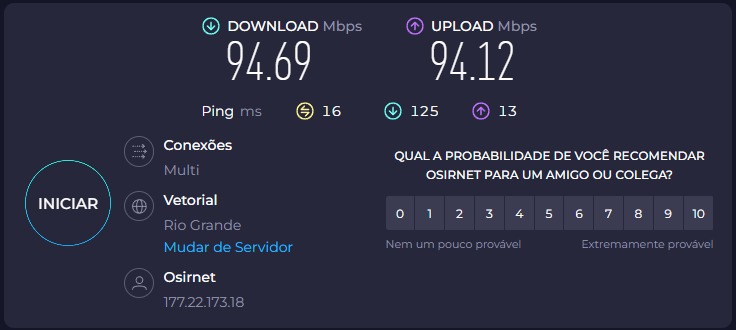 DOWNLOAD Mbps
94.69
UPLOAD Mbps
94.12
Ping ms 16 125 13
INICIAR
Conexões
Multi
Vetorial
Rio Grande
Mudar de Servidor
Osirnet
177.22.173.18
QUAL A PROBABILIDADE DE VOCÊ RECOMENDAR
OSIRNET PARA UM AMIGO OU COLEGA?
0 1 2 3 4 5 6 7 8 9 10
Nem um pouco provável Extremamente provável